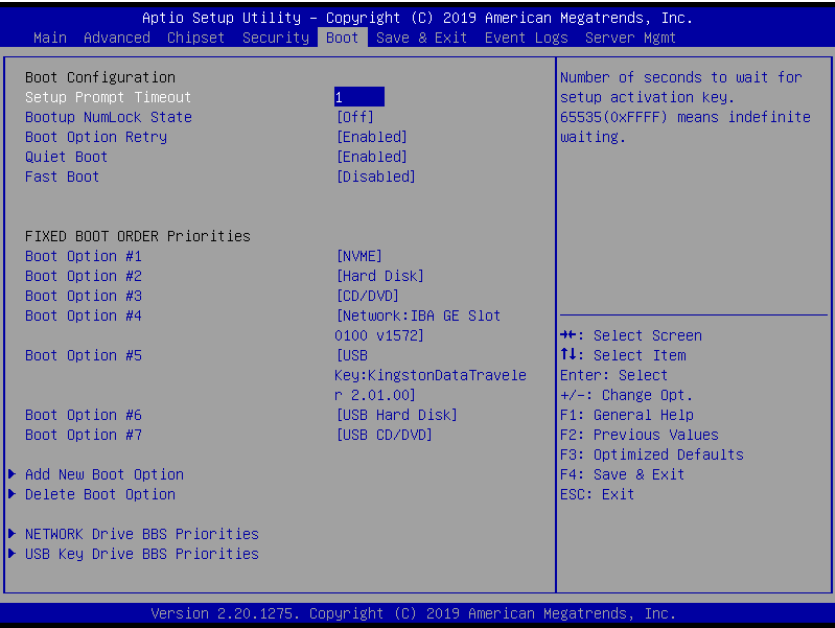 Aptio Setup Utility – Copyright (C) 2019 American Megatrends, Inc.
Main Advanced Chipset Security Boot Save & Exit Event Logs Server Mgmt
Boot Configuration
Setup Prompt Timeout 1
Bootup NumLock State [Off]
Boot Option Retry [Enabled]
Quiet Boot [Enabled]
Fast Boot [Disabled]
FIXED BOOT ORDER Priorities
Boot Option #1 [NVME]
Boot Option #2 [Hard Disk]
Boot Option #3 [CD/DVD]
Boot Option #4 [Network:IBA GE Slot
0100 v1572]
Boot Option #5 [USB
Key:KingstonDataTravele
r 2.01.00]
Boot Option #6 [USB Hard Disk]
Boot Option #7 [USB CD/DVD]
Add New Boot Option
Delete Boot Option
NETWORK Drive BBS Priorities
USB Key Drive BBS Priorities
Number of seconds to wait for
setup activation key.
65535(0xFFFF) means indefinite
waiting.
→←: Select Screen
↑↓: Select Item
Enter: Select
+/-: Change Opt.
F1: General Help
F2: Previous Values
F3: Optimized Defaults
F4: Save & Exit
ESC: Exit
Version 2.20.1275. Copyright (C) 2019 American Megatrends, Inc.